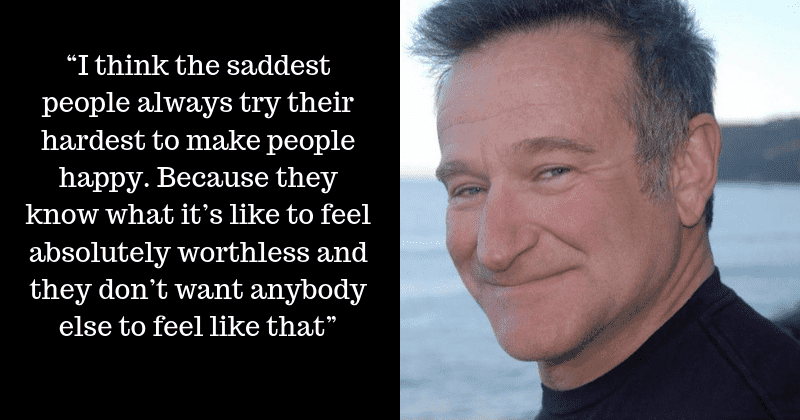 “I think the saddest
people always try their
hardest to make people
happy. Because they
know what it’s like to feel
absolutely worthless and
they don’t want anybody
else to feel like that”